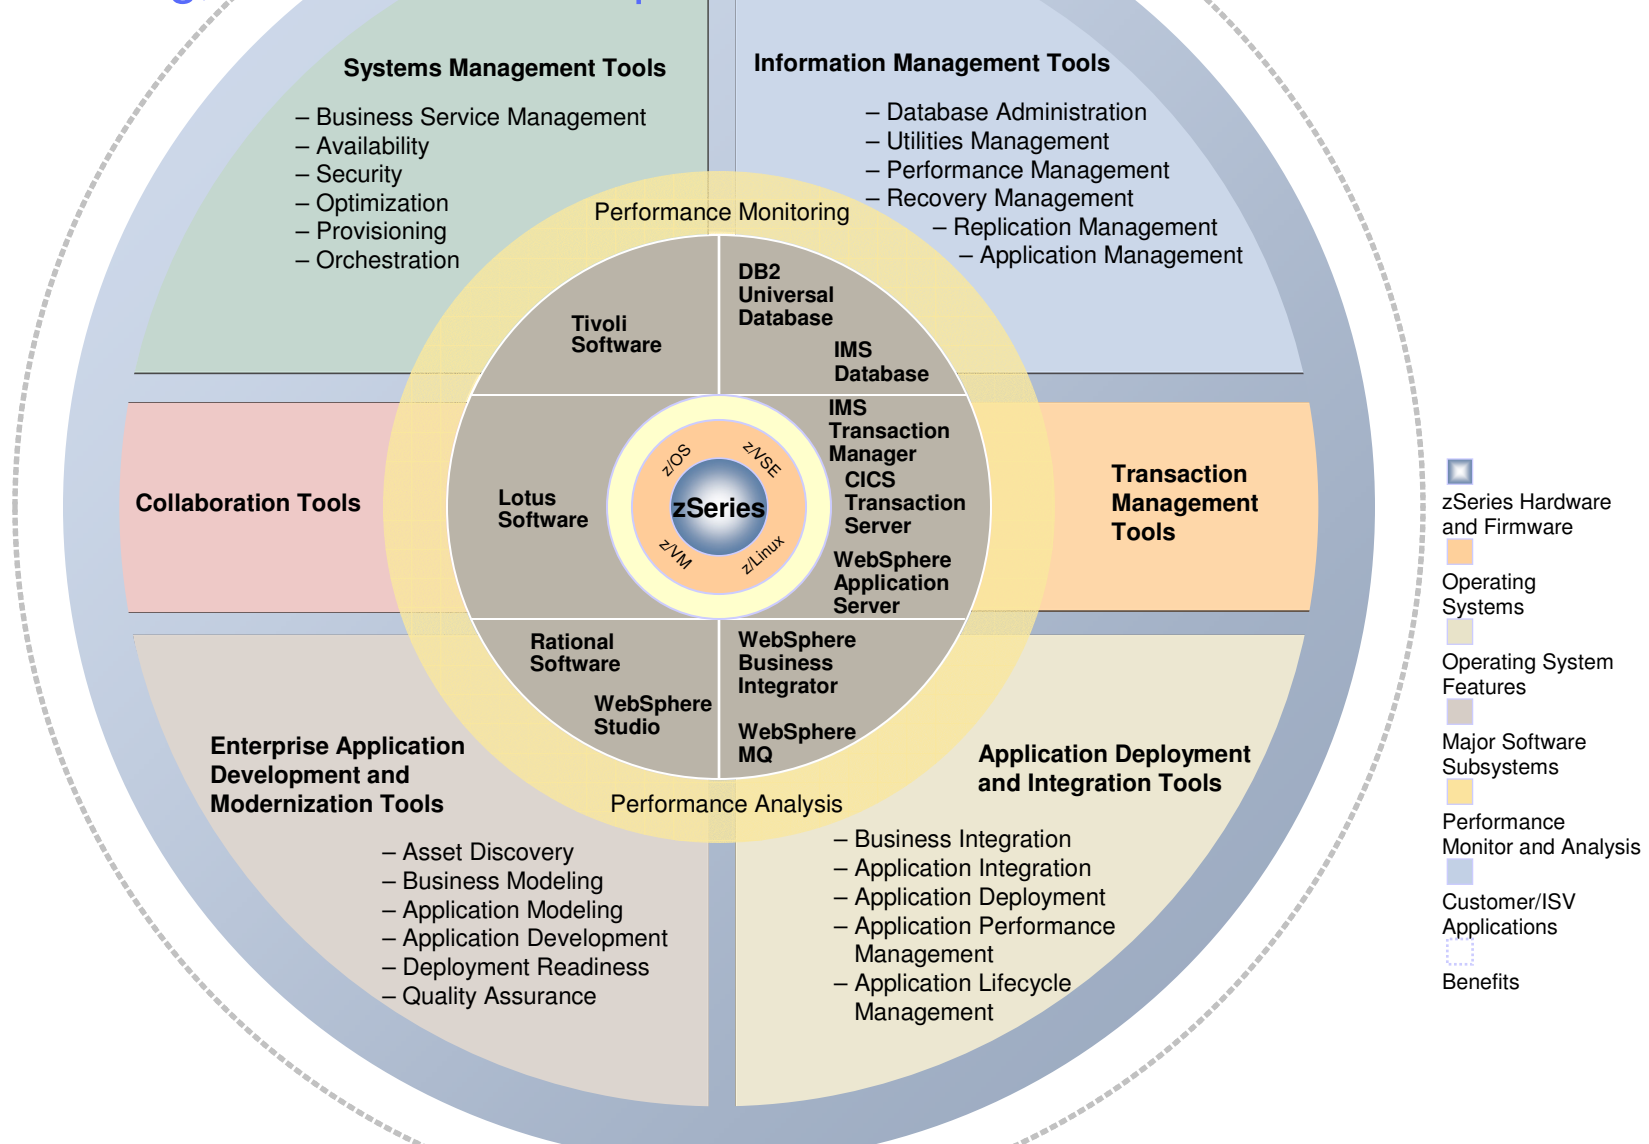 Systems Management Tools
– Business Service Management
– Availability
– Security
– Optimization
– Provisioning
– Orchestration
Information Management Tools
– Database Administration
– Utilities Management
– Performance Management
– Recovery Management
– Replication Management
– Application Management
Performance Monitoring
Tivoli
Software
DB2
Universal
Database
IMS
Database
Collaboration Tools
Lotus
Software
z/OS
z/VSE
zSeries
z/VM
z/Linux
IMS
Transaction
Manager
CICS
Transaction
Server
WebSphere
Application
Server
Transaction
Management
Tools
Rational
Software
WebSphere
Studio
WebSphere
Business
Integrator
WebSphere
MQ
Performance Analysis
Enterprise Application
Development and
Modernization Tools
– Asset Discovery
– Business Modeling
– Application Modeling
– Application Development
– Deployment Readiness
– Quality Assurance
Application Deployment
and Integration Tools
– Business Integration
– Application Integration
– Application Deployment
– Application Performance
Management
– Application Lifecycle
Management
zSeries Hardware
and Firmware
Operating
Systems
Operating System
Features
Major Software
Subsystems
Performance
Monitor and Analysis
Customer/ISV
Applications
Benefits